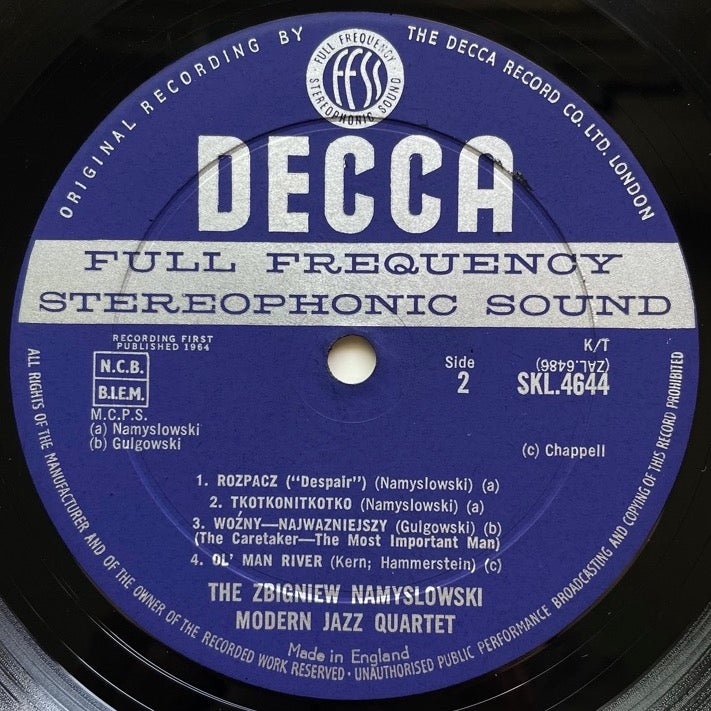 ORIGINAL RECORDING BY
THE DECCA RECORD CO. LTD. LONDON
FULL FREQUENCY
FFSS
STEREOPHONIC SOUND
DECCA
FULL FREQUENCY
STEREOPHONIC SOUND
RECORDING FIRST
PUBLISHED 1964
N.C.B.
B.I.E.M.
M.C.P.S.
(a) Namyslowski
(b) Gulgowski
Side
2
K/T
(ZAL.6486)
SKL.4644
(c) Chappell
1. ROZPACZ ("Despair") (Namyslowski) (a)
2. TKOTKONITKOTKO (Namyslowski) (a)
3. WOŹNY—NAJWAZNIEJSZY (Gulgowski) (b)
(The Caretaker—The Most Important Man)
4. OL' MAN RIVER (Kern; Hammerstein) (c)
THE ZBIGNIEW NAMYSLOWSKI
MODERN JAZZ QUARTET
Made in England
ALL RIGHTS OF THE MANUFACTURER AND OF THE OWNER OF THE RECORDED WORK RESERVED · UNAUTHORISED PUBLIC PERFORMANCE BROADCASTING AND COPYING OF THIS RECORD PROHIBITED